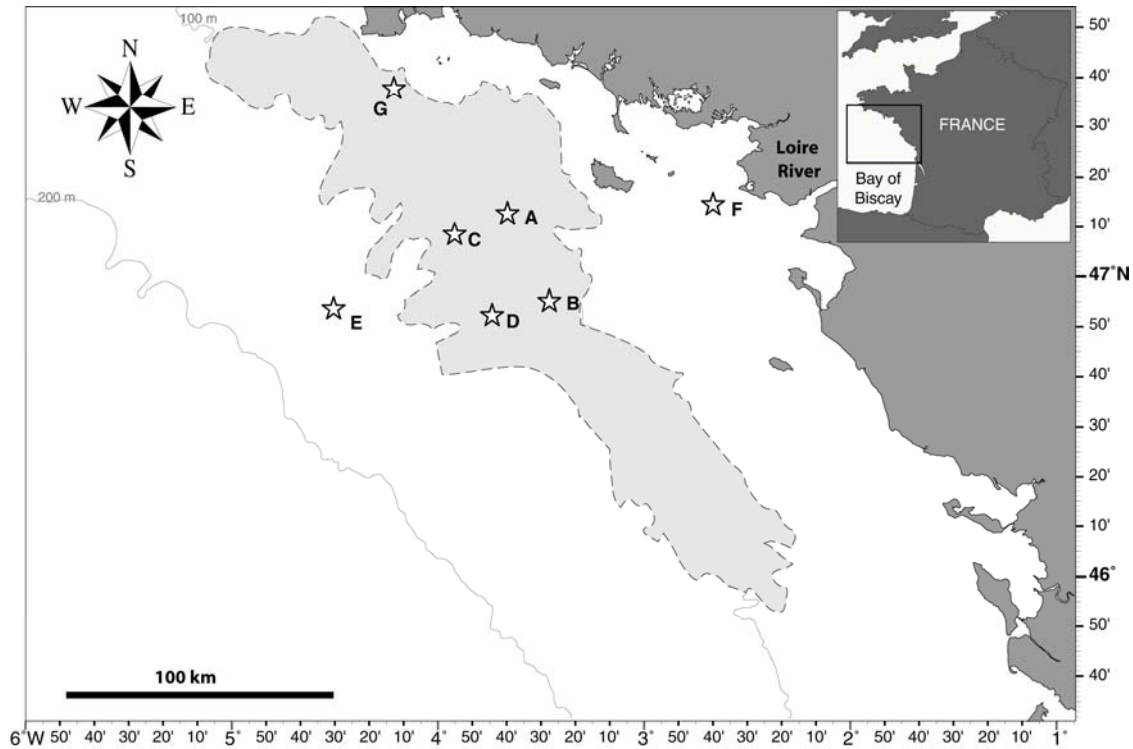 100 m
N
W
E
S
G
200 m
A
C
B
D
E
F
Loire
River
FRANCE
Bay of
Biscay
50'
40'
30'
20'
10'
47°N
50'
40'
30'
20'
10'
46°
50'
40'
100 km
6°W 50' 40' 30' 20' 10' 5° 50' 40' 30' 20' 10' 4° 50' 40' 30' 20' 10' 3° 50' 40' 30' 20' 10' 2° 50' 40' 30' 20' 10' 1°